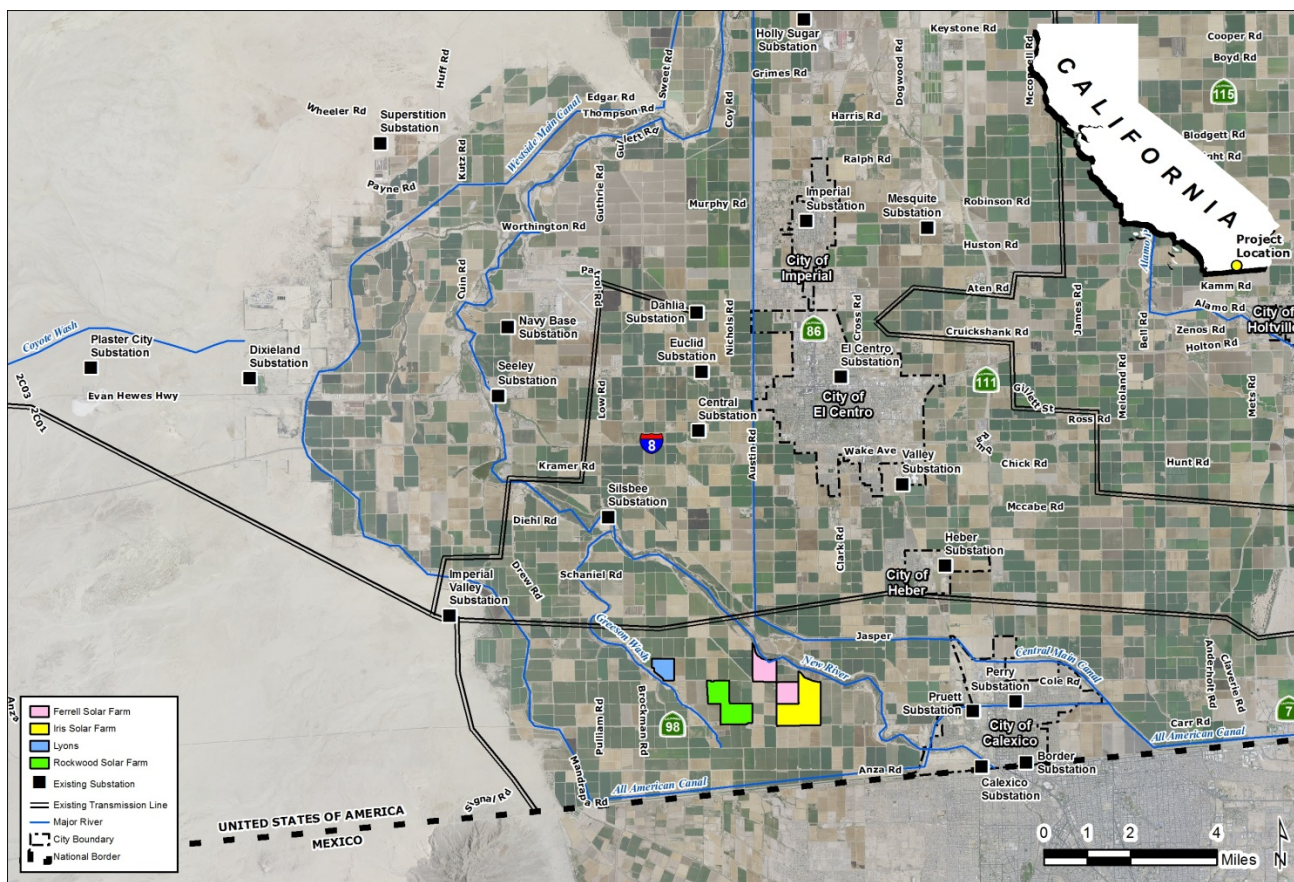 Holly Sugar
Substation
Keystone Rd
Cooper Rd
Boyd Rd
Grimes Rd
Dogwood Rd
Mcconnell Rd
115
CALIFORNIA
Huff Rd
Sweet Rd
Coy Rd
Wheeler Rd
Edgar Rd
Thompson Rd
Superstition
Substation
Westside Main Canal
Harris Rd
Blodgett Rd
Kutz Rd
Ralph Rd
Payne Rd
Guthrie Rd
Murphy Rd
Imperial
Substation
Mesquite
Substation
Robinson Rd
Worthington Rd
Huston Rd
Project
Location
City of
Imperial
Cuin Rd
Aten Rd
Kamm Rd
Alamo Rd
City of
Holtville
Dahlia
Substation
Nichols Rd
Cross Rd
James Rd
Bell Rd
Coyote Wash
Plaster City
Substation
Dixieland
Substation
Navy Base
Substation
86
Cruickshank Rd
Zenos Rd
Holton Rd
Euclid
Substation
El Centro
Substation
2C03
2C01
Evan Hewes Hwy
Seeley
Substation
Low Rd
City of
El Centro
111
Gillett St
Ross Rd
Meloland Rd
Mets Rd
Central
Substation
8
Austin Rd
Ramp
Wake Ave
Valley
Substation
Chick Rd
Hunt Rd
Kramer Rd
Silsbee
Substation
Mccabe Rd
Diehl Rd
Clark Rd
Heber
Substation
Drew Rd
Schaniel Rd
City of
Heber
Imperial
Valley
Substation
Greeson Wash
Jasper
New River
Central Main Canal
Anderholt Rd
Claverie Rd
Perry
Substation
Cole Rd
Pruett
Substation
Pulliam Rd
Brockman Rd
98
City of
Calexico
Carr Rd
7
All American Canal
Anza Rd
Border
Substation
Calexico
Substation
All American Canal
Mandrape Rd
Signal Rd
UNITED STATES OF AMERICA
MEXICO
Ferrell Solar Farm
Iris Solar Farm
Lyons
Rockwood Solar Farm
Existing Substation
Existing Transmission Line
Major River
City Boundary
National Border
0 1 2 4
Miles
N